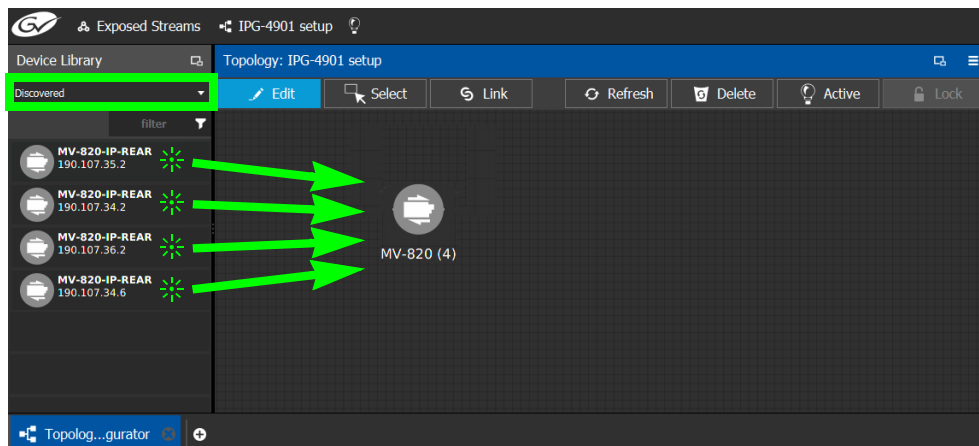 GV Exposed Streams IPG-4901 setup
Device Library
Topology: IPG-4901 setup
Discovered
Edit Select Link Refresh Delete Active Lock
filter
MV-820-IP-REAR
190.107.35.2
MV-820-IP-REAR
190.107.34.2
MV-820-IP-REAR
190.107.36.2
MV-820-IP-REAR
190.107.34.6
MV-820 (4)
Topolog...gurator